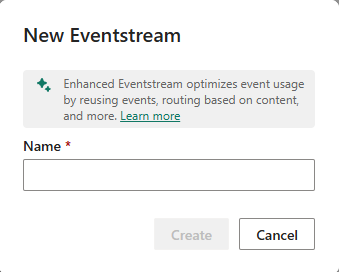 New Eventstream
Enhanced Eventstream optimizes event usage
by reusing events, routing based on content,
and more. Learn more
Name *
Create
Cancel